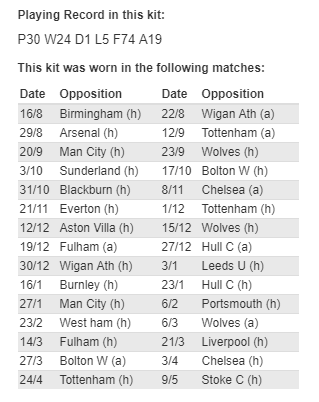 Playing Record in this kit:
P30 W24 D1 L5 F74 A19
This kit was worn in the following matches:
Date Opposition Date Opposition
16/8 Birmingham (h) 22/8 Wigan Ath (a)
29/8 Arsenal (h) 12/9 Tottenham (a)
20/9 Man City (h) 23/9 Wolves (h)
3/10 Sunderland (h) 17/10 Bolton W (h)
31/10 Blackburn (h) 8/11 Chelsea (a)
21/11 Everton (h) 1/12 Tottenham (h)
12/12 Aston Villa (h) 15/12 Wolves (h)
19/12 Fulham (a) 27/12 Hull C (a)
30/12 Wigan Ath (h) 3/1 Leeds U (h)
16/1 Burnley (h) 23/1 Hull C (h)
27/1 Man City (h) 6/2 Portsmouth (h)
23/2 West ham (h) 6/3 Wolves (a)
14/3 Fulham (h) 21/3 Liverpool (h)
27/3 Bolton W (a) 3/4 Chelsea (h)
24/4 Tottenham (h) 9/5 Stoke C (h)